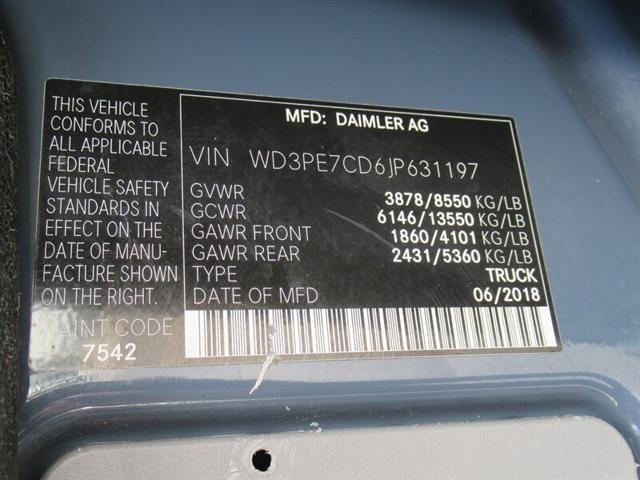 THIS VEHICLE
CONFORMS TO
ALL APPLICABLE
FEDERAL
VEHICLE SAFETY
STANDARDS IN
EFFECT ON THE
DATE OF MANU-
FACTURE SHOWN
ON THE RIGHT.
PAINT CODE
7542
MFD: DAIMLER AG
VIN WD3PE7CD6JP631197
GVWR 3878/8550 KG/LB
GCWR 6146/13550 KG/LB
GAWR FRONT 1860/4101 KG/LB
GAWR REAR 2431/5360 KG/LB
TYPE TRUCK
DATE OF MFD 06/2018